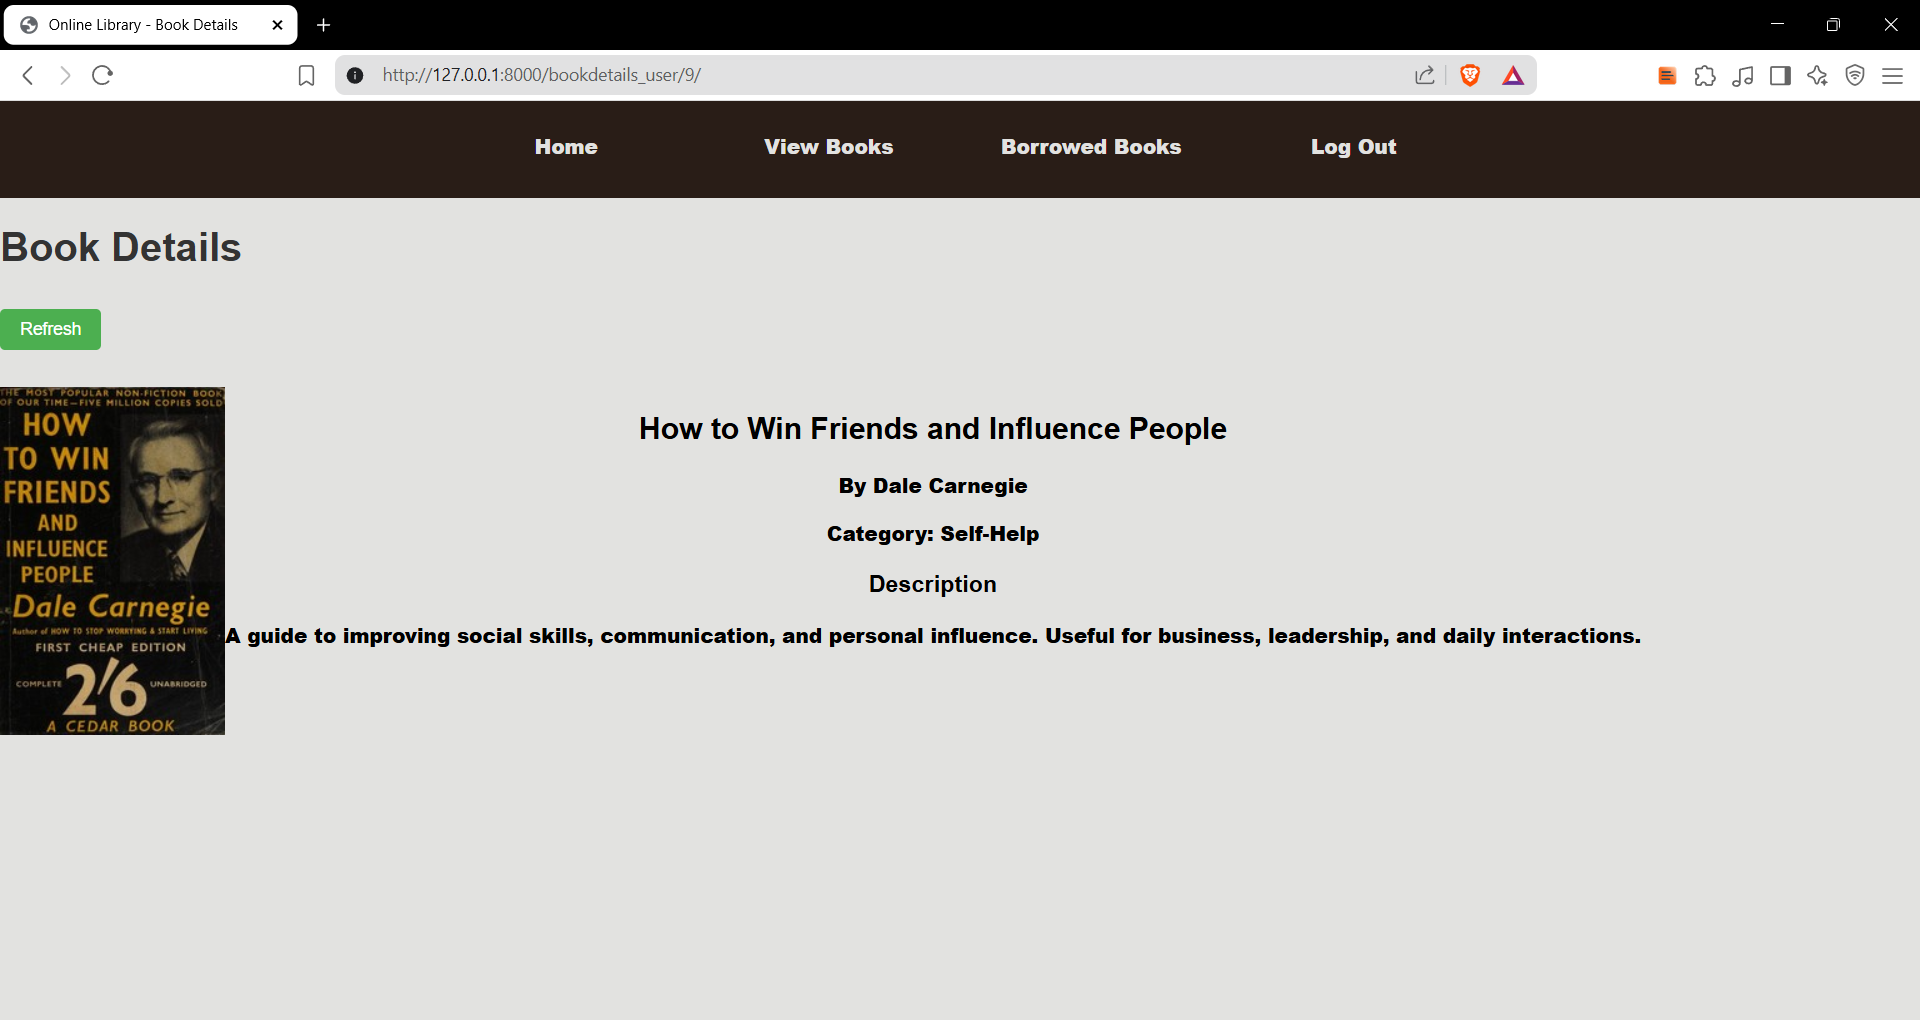 Online Library - Book Details
http://127.0.0.1:8000/bookdetails_user/9/
Home View Books Borrowed Books Log Out
Book Details
Refresh
THE MOST POPULAR NON-FICTION BOOK
OF OUR TIME—FIVE MILLION COPIES SOLD
HOW
TO WIN
FRIENDS
AND
INFLUENCE
PEOPLE
Dale Carnegie
Author of HOW TO STOP WORRYING & START LIVING
FIRST CHEAP EDITION
COMPLETE 2/6 UNABRIDGED
A CEDAR BOOK
How to Win Friends and Influence People
By Dale Carnegie
Category: Self-Help
Description
A guide to improving social skills, communication, and personal influence. Useful for business, leadership, and daily interactions.